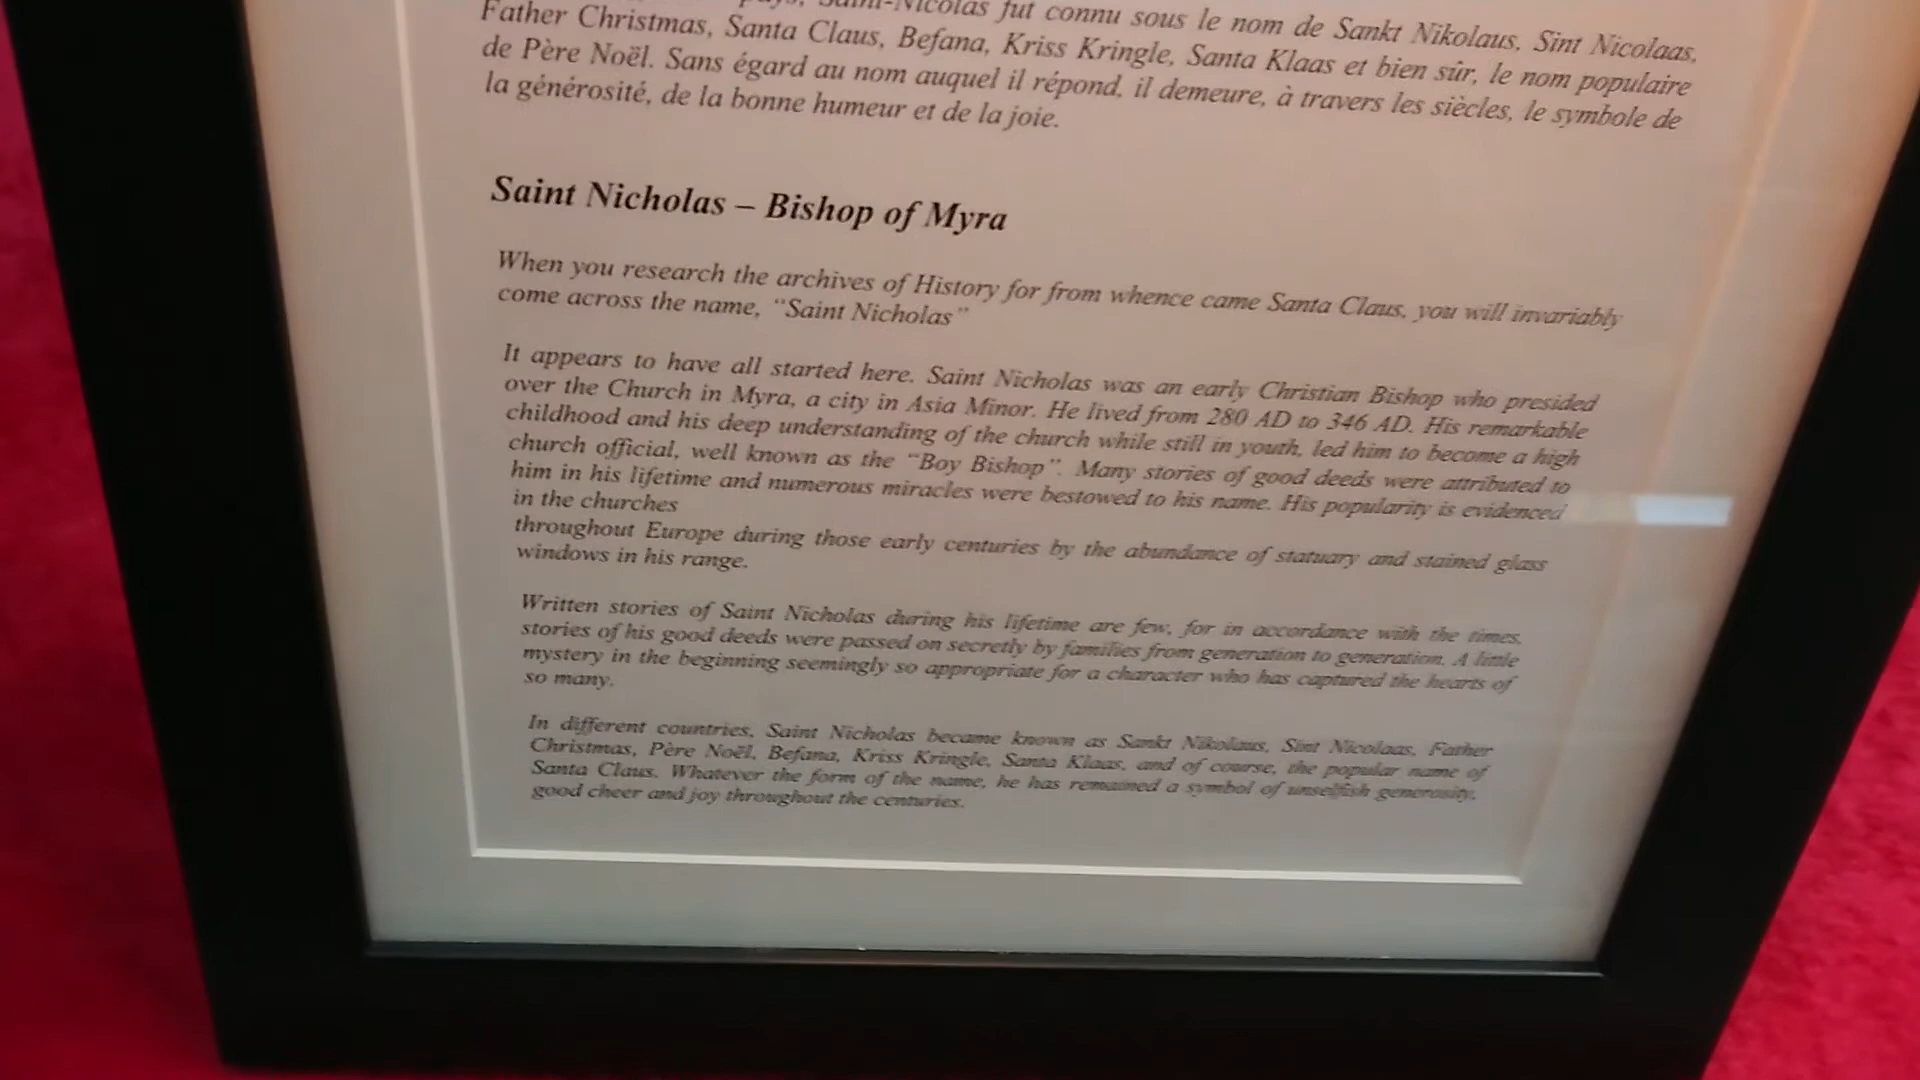 Saint-Nicolas fut connu sous le nom de Sankt Nikolaus, Sint Nicolaas,
Father Christmas, Santa Claus, Befana, Kriss Kringle, Santa Klaas et bien sûr, le nom populaire
de Père Noël. Sans égard au nom auquel il répond, il demeure, à travers les siècles, le symbole de
la générosité, de la bonne humeur et de la joie.
Saint Nicholas – Bishop of Myra
When you research the archives of History for from whence came Santa Claus, you will invariably
come across the name, “Saint Nicholas”
It appears to have all started here. Saint Nicholas was an early Christian Bishop who presided
over the Church in Myra, a city in Asia Minor. He lived from 280 AD to 346 AD. His remarkable
childhood and his deep understanding of the church while still in youth, led him to become a high
church official, well known as the “Boy Bishop”. Many stories of good deeds were attributed to
him in his lifetime and numerous miracles were bestowed to his name. His popularity is evidenced
in the churches
throughout Europe during those early centuries by the abundance of statuary and stained glass
windows in his range.
Written stories of Saint Nicholas during his lifetime are few, for in accordance with the times,
stories of his good deeds were passed on secretly by families from generation to generation. A little
mystery in the beginning seemingly so appropriate for a character who has captured the hearts of
so many.
In different countries, Saint Nicholas became known as Sankt Nikolaus, Sint Nicolaas, Father
Christmas, Père Noël, Befana, Kriss Kringle, Santa Klaas, and of course, the popular name of
Santa Claus. Whatever the form of the name, he has remained a symbol of unselfish generosity,
good cheer and joy throughout the centuries.